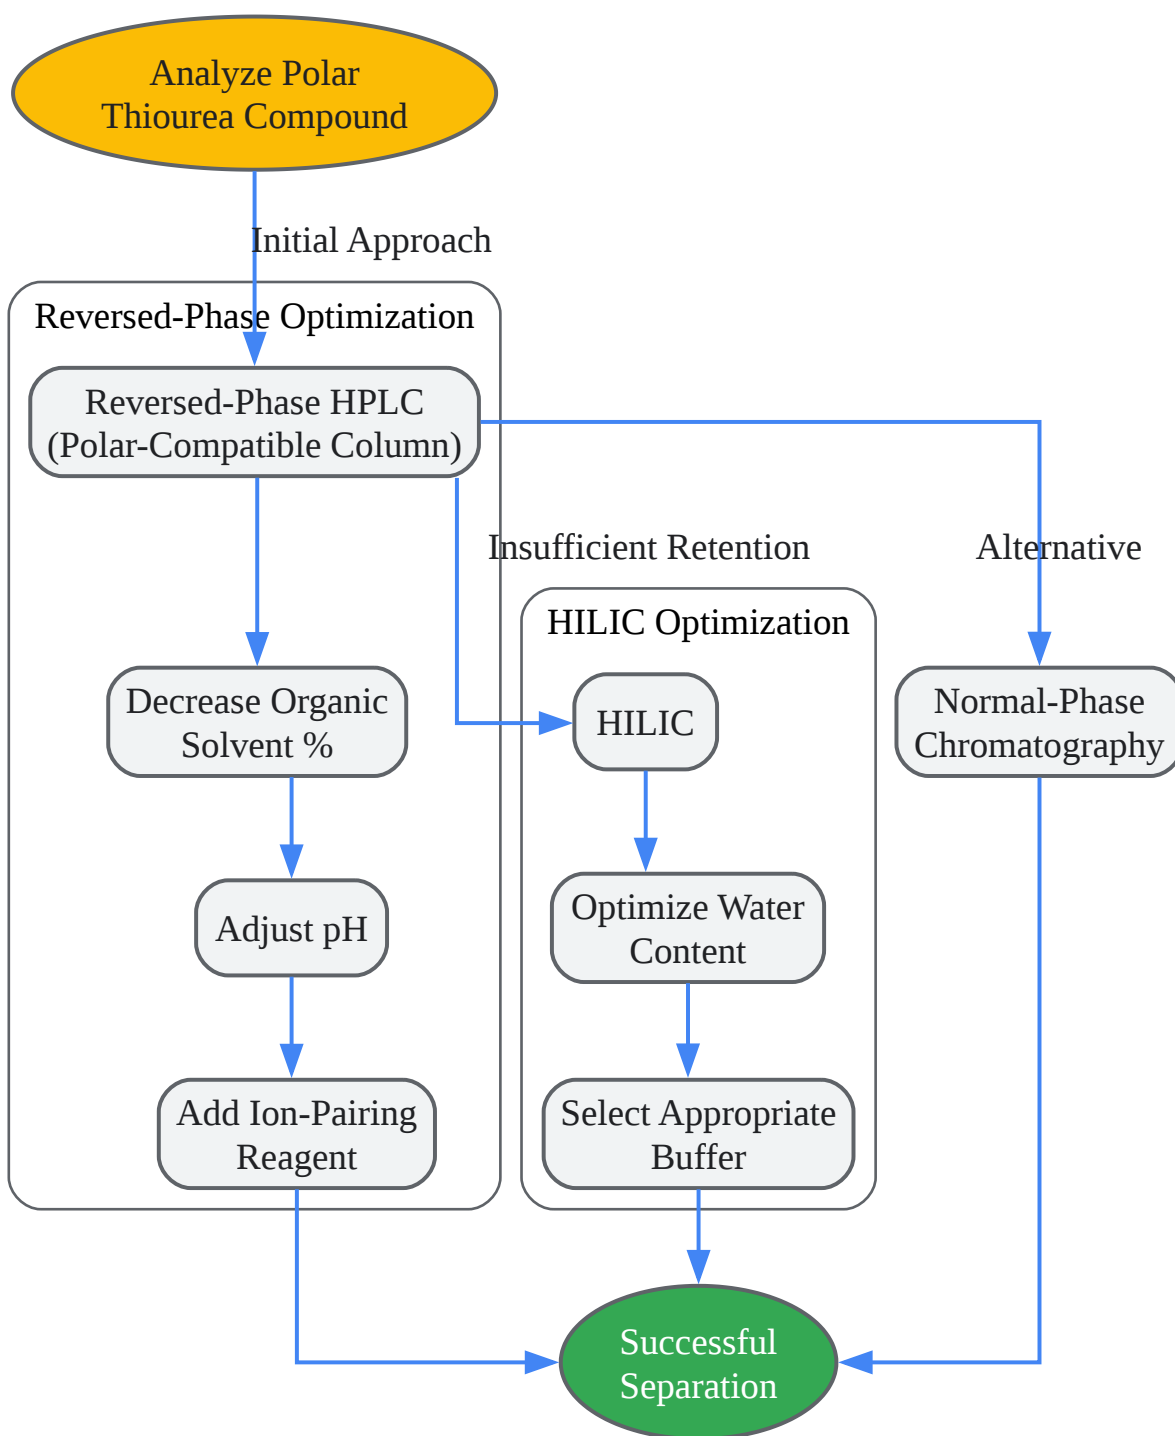 Analyze Polar
Thiourea Compound
Initial Approach
Reversed-Phase Optimization
Reversed-Phase HPLC
(Polar-Compatible Column)
Insufficient Retention
Alternative
HILIC Optimization
Decrease Organic
Solvent %
HILIC
Normal-Phase
Chromatography
Adjust pH
Optimize Water
Content
Add Ion-Pairing
Reagent
Select Appropriate
Buffer
Successful
Separation